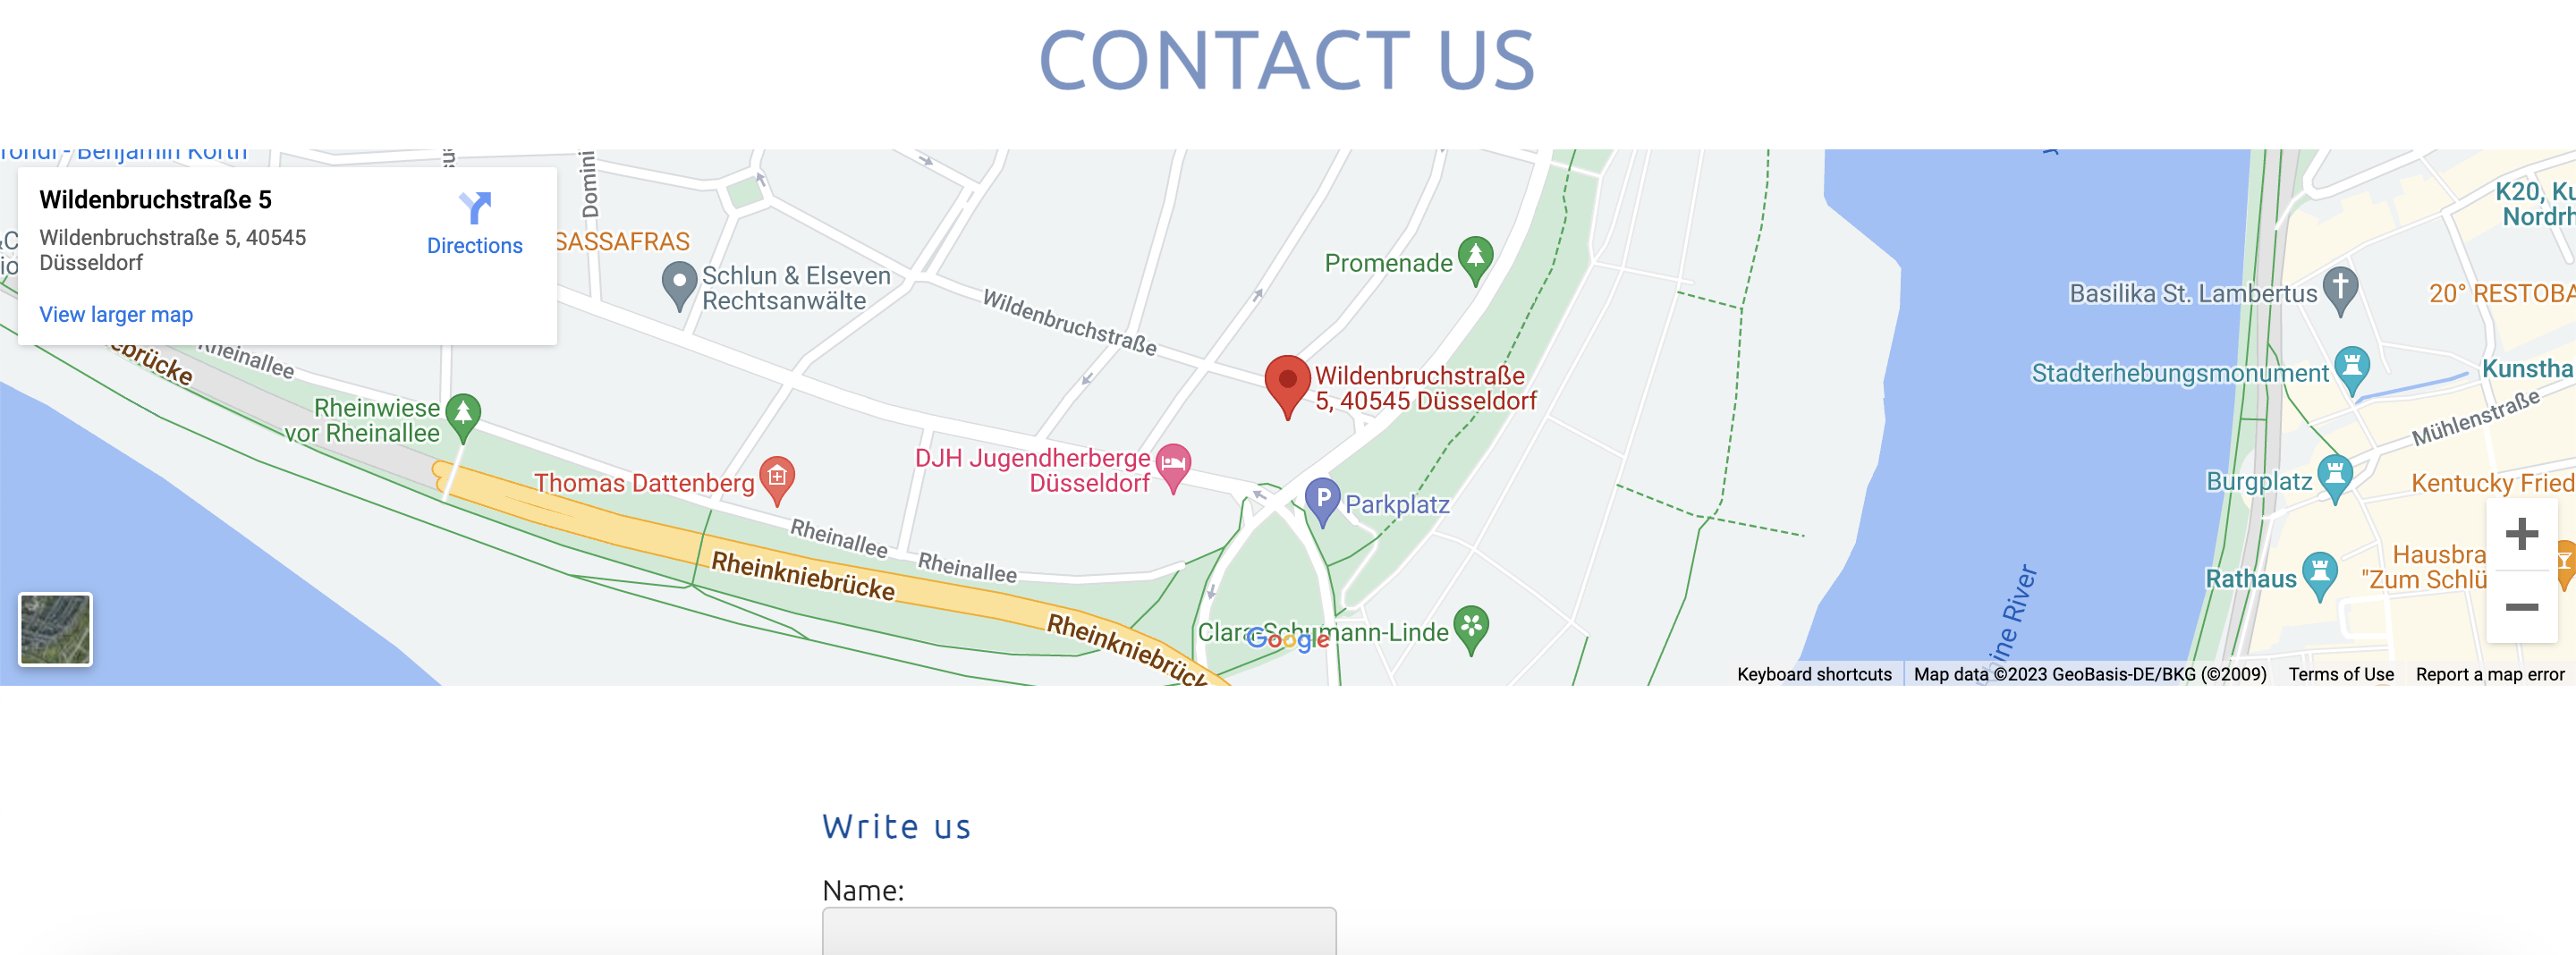 CONTACT US
Wildenbruchstraße 5
Wildenbruchstraße 5, 40545
Düsseldorf
Directions
View larger map
Benjamin
Domini
SASSAFRAS
Schlun & Elseven
Rechtsanwälte
Wildenbruchstraße
Promenade
Wildenbruchstraße
5, 40545 Düsseldorf
K20, Ku
Nordrh
Basilika St. Lambertus
20° RESTOBA
Stadterhebungsmonument
Kunstha
Mühlenstraße
Burgplatz
Kentucky Fried
Hausbra
"Zum Schlü
Rathaus
Rhine River
Rheinallee
ebrücke
Rheinwiese
vor Rheinallee
Thomas Dattenberg
DJH Jugendherberge
Düsseldorf
P Parkplatz
Rheinallee
Rheinallee
Rheinkniebrücke
Rheinkniebrück
Clara-Schumann-Linde
Google
Keyboard shortcuts
Map data ©2023 GeoBasis-DE/BKG (©2009)
Terms of Use
Report a map error
Write us
Name: